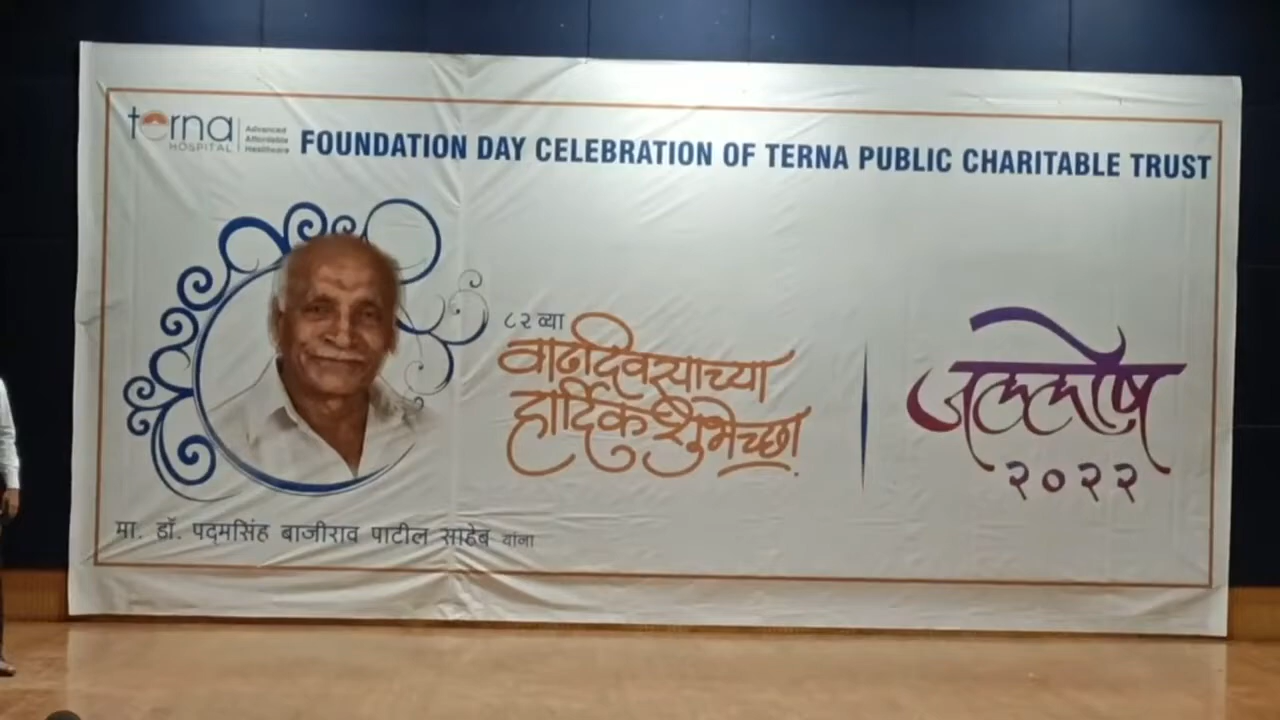 terna
HOSPITAL
Advanced
Affordable
Healthcare
FOUNDATION DAY CELEBRATION OF TERNA PUBLIC CHARITABLE TRUST
८२ व्या
वाढदिवसाच्या
हार्दिक शुभेच्छा
जल्लोष
२०२२
मा. डॉ. पद्मसिंह बाजीराव पाटील साहेब यांना